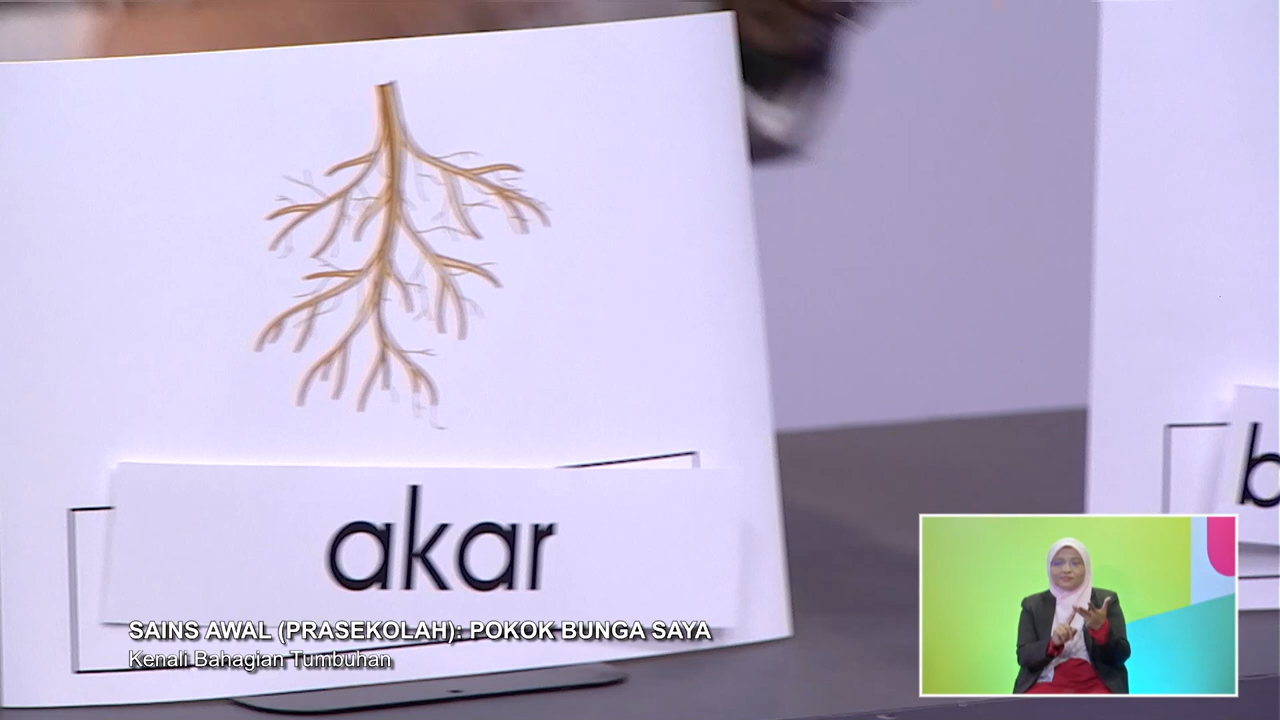 akar
SAINS AWAL (PRASEKOLAH): POKOK BUNGA SAYA
Kenali Bahagian Tumbuhan